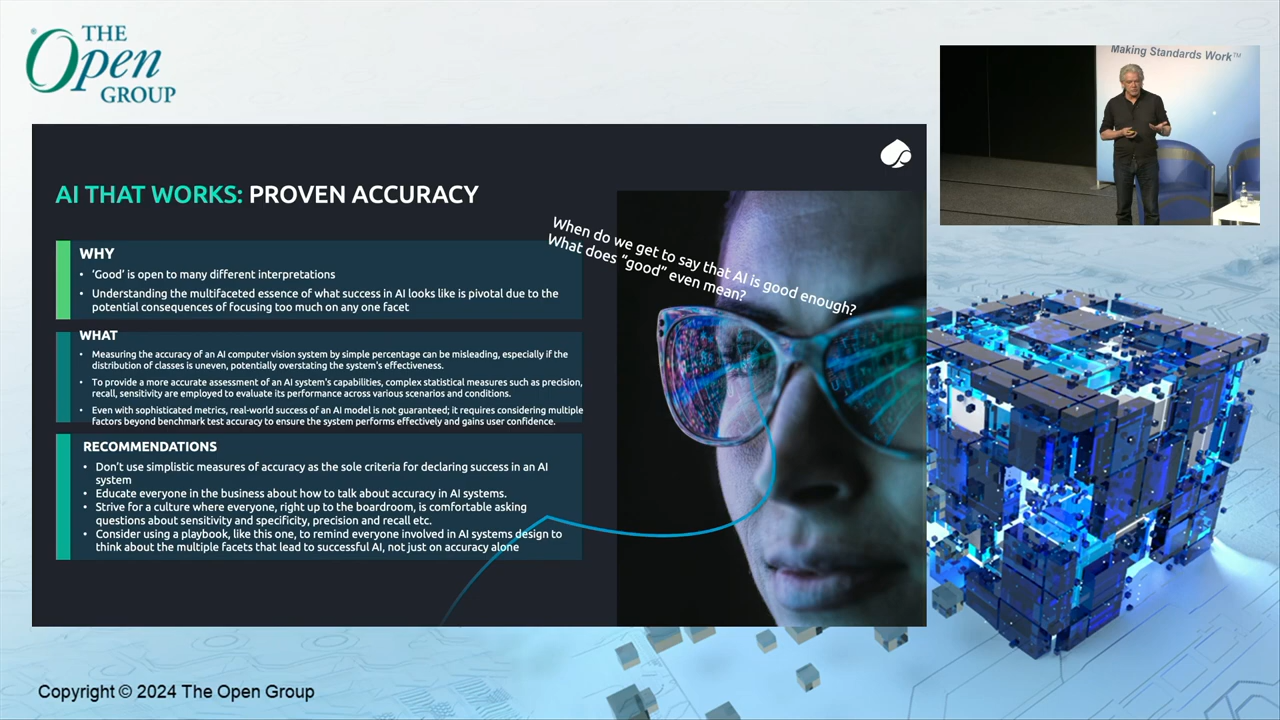 THE
Open
GROUP
Making Standards Work™
AI THAT WORKS: PROVEN ACCURACY
When do we get to say that AI is good enough?
What does “good” even mean?
WHY
• ‘Good’ is open to many different interpretations
• Understanding the multifaceted essence of what success in AI looks like is pivotal due to the
potential consequences of focusing too much on any one facet
WHAT
• Measuring the accuracy of an AI computer vision system by simple percentage can be misleading, especially if the
distribution of classes is uneven, potentially overstating the system's effectiveness.
• To provide a more accurate assessment of an AI system's capabilities, complex statistical measures such as precision,
recall, sensitivity are employed to evaluate its performance across various scenarios and conditions.
• Even with sophisticated metrics, real-world success of an AI model is not guaranteed; it requires considering multiple
factors beyond benchmark test accuracy to ensure the system performs effectively and gains user confidence.
RECOMMENDATIONS
• Don’t use simplistic measures of accuracy as the sole criteria for declaring success in an AI
system
• Educate everyone in the business about how to talk about accuracy in AI systems.
• Strive for a culture where everyone, right up to the boardroom, is comfortable asking
questions about sensitivity and specificity, precision and recall etc.
• Consider using a playbook, like this one, to remind everyone involved in AI systems design to
think about the multiple facets that lead to successful AI, not just on accuracy alone
Copyright © 2024 The Open Group